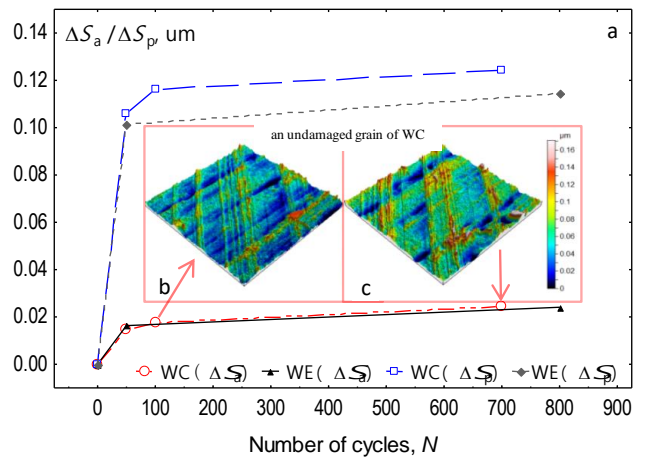 0.14
0.12
0.10
0.08
0.06
0.04
0.02
0.00
ΔSₐ / ΔSₚ, um
a
an undamaged grain of WC
µm
0.16
0.14
0.12
0.1
0.08
0.06
0.04
0.02
0
b
c
WC( ΔSₐ) WE( ΔSₐ) WC( ΔSₚ) WE( ΔSₚ)
0 100 200 300 400 500 600 700 800 900
Number of cycles, N